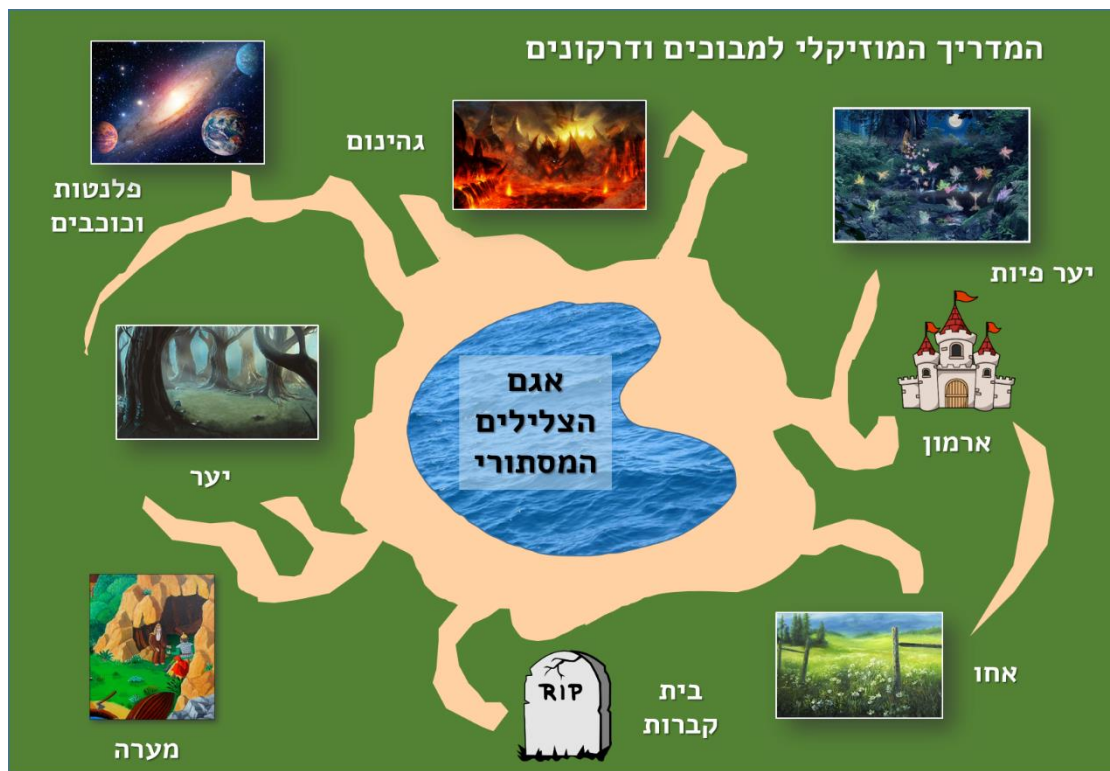 המדריך המוזיקלי למבוכים ודרקונים
גהינום
פלנטות
וכוכבים
יער פיות
אגם
הצלילים
המסתורי
ארמון
יער
אחו
RIP
בית
קברות
מערה